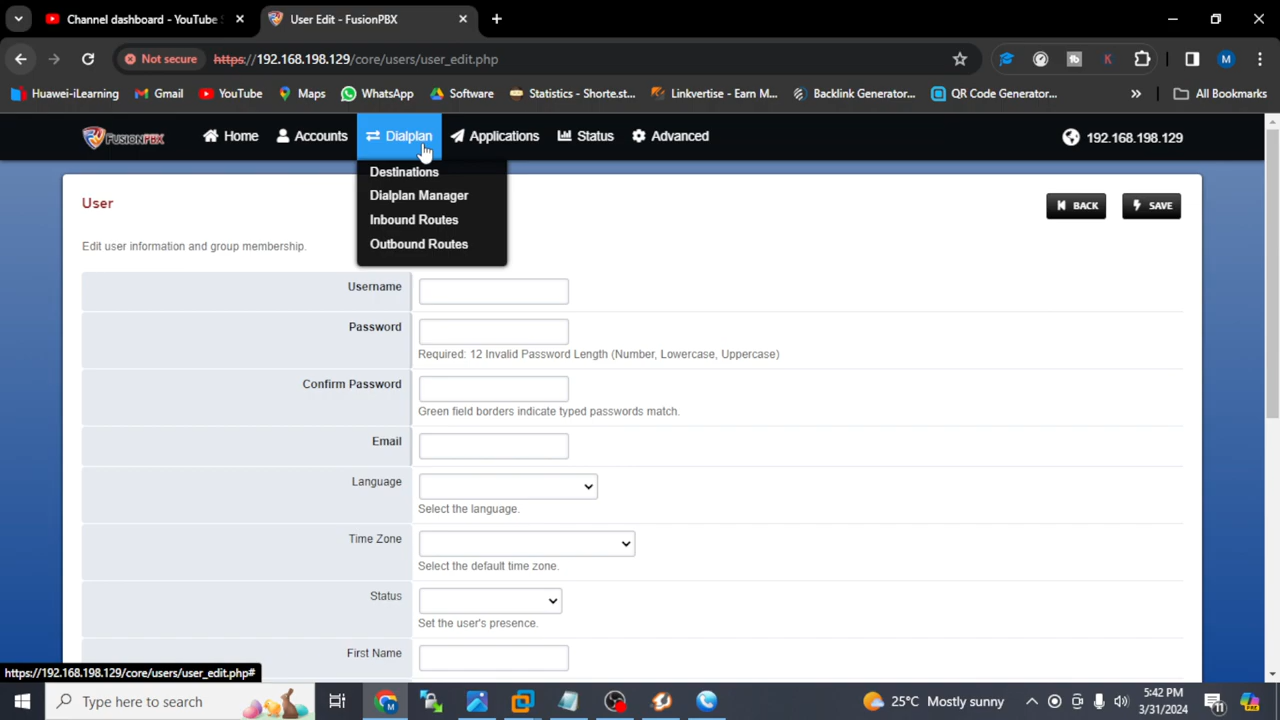 Channel dashboard - YouTube
User Edit - FusionPBX
Not secure
https://192.168.198.129/core/users/user_edit.php
M
Huawei-iLearning
Gmail
YouTube
Maps
WhatsApp
Software
Statistics - Shorte.st...
Linkvertise - Earn M...
Backlink Generator...
QR Code Generator...
»
All Bookmarks
FUSIONPBX
Home
Accounts
Dialplan
Applications
Status
Advanced
192.168.198.129
Destinations
Dialplan Manager
Inbound Routes
Outbound Routes
User
BACK
SAVE
Edit user information and group membership.
Username
Password
Required: 12 Invalid Password Length (Number, Lowercase, Uppercase)
Confirm Password
Green field borders indicate typed passwords match.
Email
Language
Select the language.
Time Zone
Select the default time zone.
Status
Set the user's presence.
First Name
https://192.168.198.129/core/users/user_edit.php#
Type here to search
25°C Mostly sunny
5:42 PM
3/31/2024